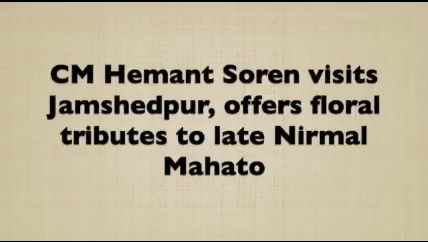 CM Hemant Soren visits
Jamshedpur, offers floral
tributes to late Nirmal
Mahato